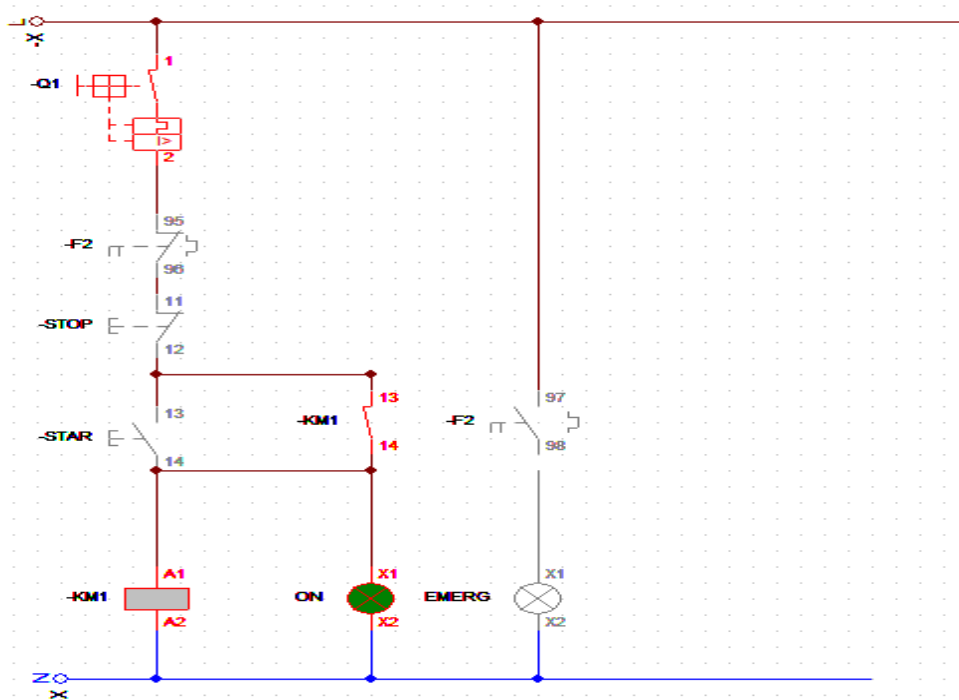 L
-X
1
-Q1
I>
2
95
-F2
96
11
-STOP
12
13
13
-KM1
97
-F2
-STAR
14
14
98
A1
X1
X1
-KM1
ON
EMERG
A2
X2
X2
N
X